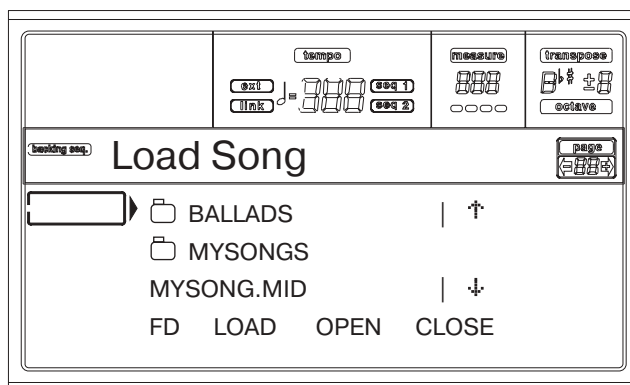 tempo
measure
transpose
ext
seq 1
link
seq 2
octave
backing seq.
Load Song
page
BALLADS
MYSONGS
MYSONG.MID
FD LOAD OPEN CLOSE